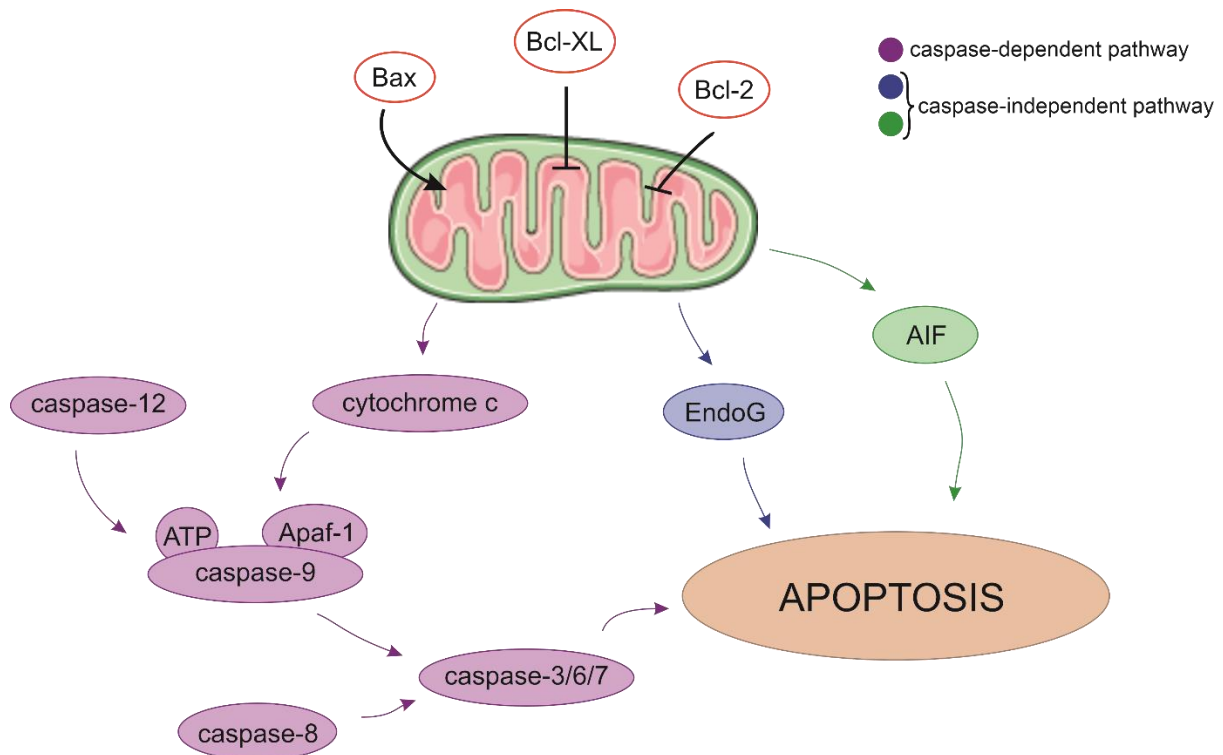 Bcl-XL
Bax
Bcl-2
caspase-dependent pathway
caspase-independent pathway
AIF
caspase-12
cytochrome c
EndoG
ATP
Apaf-1
caspase-9
APOPTOSIS
caspase-3/6/7
caspase-8